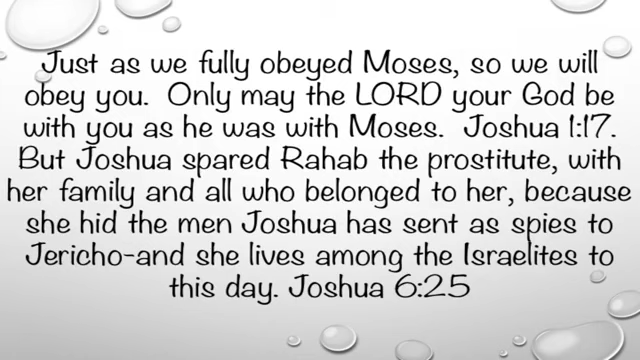 Just as we fully obeyed Moses, so we will
obey you. Only may the LORD your God be
with you as he was with Moses. Joshua 1:17.
But Joshua spared Rahab the prostitute, with
her family and all who belonged to her, because
she hid the men Joshua has sent as spies to
Jericho-and she lives among the Israelites to
this day. Joshua 6:25